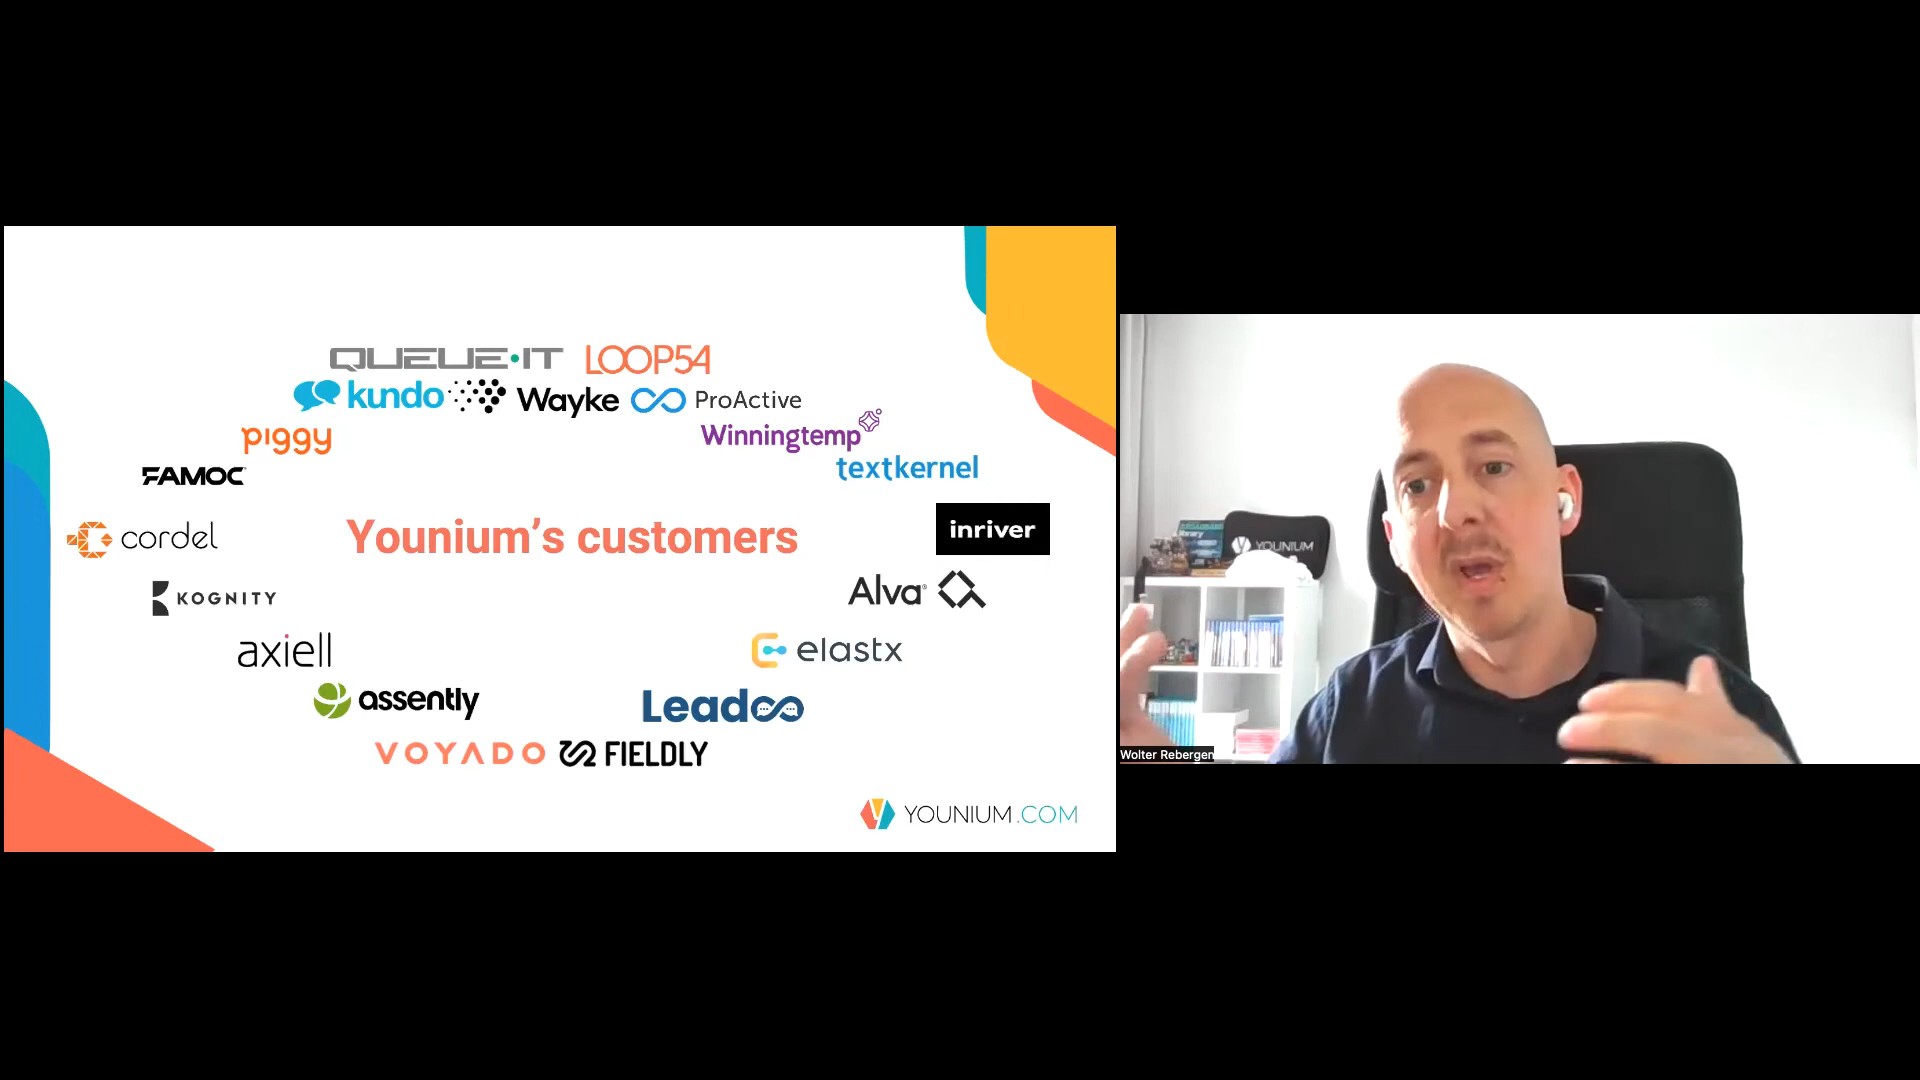 QUEUE·IT LOOP54
kundo Wayke ProActive
piggy Winningtemp
FAMOC textkernel
cordel Younium's customers inriver
KOGNITY Alva
axiell elastx
assently Leadoo
VOYADO FIELDLY
YOUNIUM.COM
YOUNIUM
Wolter Rebergen